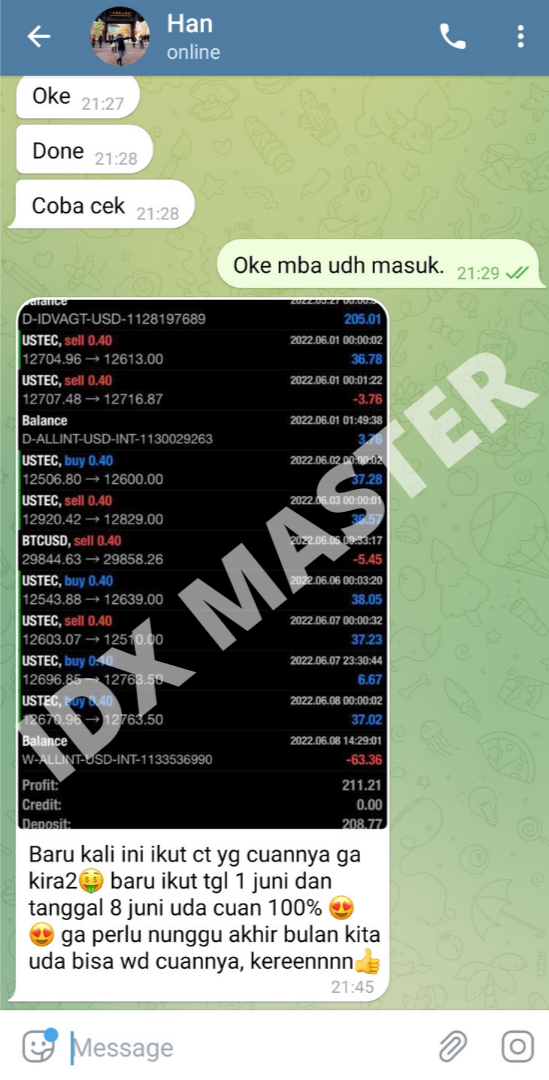 Han
online
Oke 21:27
Done 21:28
Coba cek 21:28
Oke mba udh masuk. 21:29
Balance
D-IDVAGT-USD-1128197689 205.01
USTEC, sell 0.40 2022.06.01 00:00:02
12704.96 → 12613.00 36.78
USTEC, sell 0.40 2022.06.01 00:01:22
12707.48 → 12716.87 -3.76
Balance 2022.06.01 01:49:38
D-ALLINT-USD-INT-1130029263 3.76
USTEC, buy 0.40 2022.06.02 00:00:02
12506.80 → 12600.00 37.28
USTEC, sell 0.40 2022.06.03 00:00:01
12920.42 → 12829.00 36.57
BTCUSD, sell 0.40 2022.06.05 09:33:17
29844.63 → 29858.26 -5.45
USTEC, buy 0.40 2022.06.06 00:03:20
12543.88 → 12639.00 38.05
USTEC, sell 0.40 2022.06.07 00:00:32
12603.07 → 12510.00 37.23
USTEC, buy 2022.06.07 23:30:44
12696.85 → 12763.50 6.67
USTEC, buy 0.40 2022.06.08 00:00:02
12670.96 → 12763.50 37.02
Balance 2022.06.08 14:29:01
W-ALLINT-USD-INT-1133536990 -63.36
Profit: 211.21
Credit: 0.00
Deposit: 208.77
IDX MASTER
Baru kali ini ikut ct yg cuannya ga
kira2🤑 baru ikut tgl 1 juni dan
tanggal 8 juni uda cuan 100% 😍
😍 ga perlu nunggu akhir bulan kita
uda bisa wd cuannya, kereennnn👍
21:45
Message